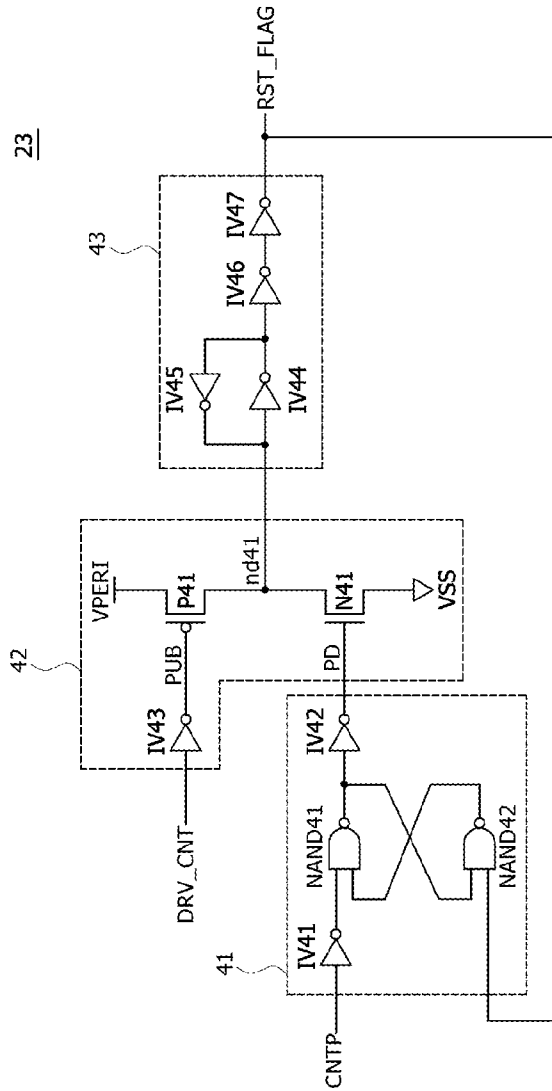 23
43
IV45
IV44
IV46
IV47
RST_FLAG
42
VPERI
DRV_CNT
IV43
PUB
P41
nd41
PD
N41
VSS
41
CNTP
IV41
NAND41
IV42
NAND42